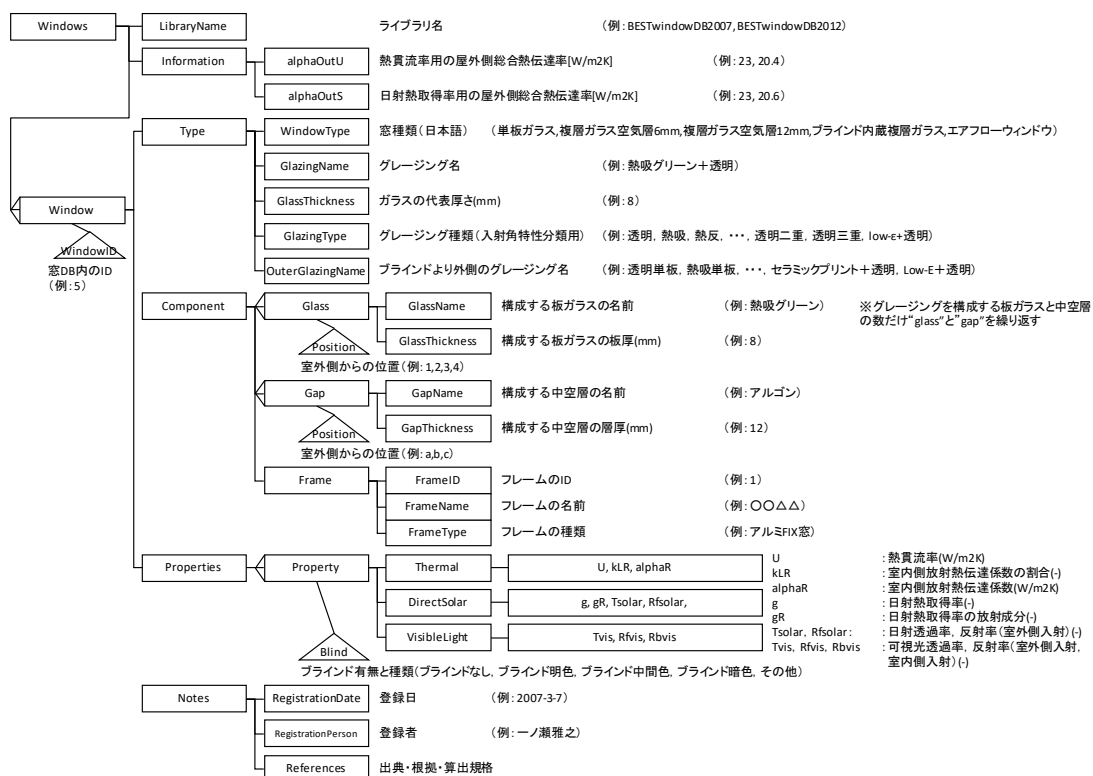 Windows LibraryName ライブラリ名 (例:BESTwindowDB2007,BESTwindowDB2012)
Information alphaOutU 熱貫流率用の屋外側総合熱伝達率[W/m2K] (例:23, 20.4)
alphaOutS 日射熱取得率用の屋外側総合熱伝達率[W/m2K] (例:23, 20.6)
Type WindowType 窓種類(日本語) (単板ガラス,複層ガラス空気層6mm,複層ガラス空気層12mm,ブラインド内蔵複層ガラス,エアフローウィンドウ)
GlazingName グレージング名 (例:熱吸グリーン+透明)
Window GlassThickness ガラスの代表厚さ(mm) (例:8)
WindowID GlazingType グレージング種類(入射角特性分類用) (例:透明, 熱吸, 熱反, ・・・, 透明二重, 透明三重, low-ε+透明)
窓DB内のID
(例:5)
OuterGlazingName ブラインドより外側のグレージング名 (例:透明単板, 熱吸単板, ・・・, セラミックプリント+透明, Low-E+透明)
Component Glass GlassName 構成する板ガラスの名前 (例:熱吸グリーン) ※グレージングを構成する板ガラスと中空層
の数だけ“glass”と”gap”を繰り返す
Position GlassThickness 構成する板ガラスの板厚(mm) (例:8)
室外側からの位置(例:1,2,3,4)
Gap GapName 構成する中空層の名前 (例:アルゴン)
Position GapThickness 構成する中空層の層厚(mm) (例:12)
室外側からの位置(例:a,b,c)
Frame FrameID フレームのID (例:1)
FrameName フレームの名前 (例:〇〇△△)
FrameType フレームの種類 (例:アルミFIX窓)
Properties Property Thermal U, kLR, alphaR
DirectSolar g, gR, Tsolar, Rfsolar,
VisibleLight Tvis, Rfvis, Rbvis
Blind
U :熱貫流率(W/m2K)
kLR :室内側放射熱伝達係数の割合(-)
alphaR :室内側放射熱伝達係数(W/m2K)
g :日射熱取得率(-)
gR :日射熱取得率の放射成分(-)
Tsolar, Rfsolar: :日射透過率, 反射率(室外側入射)(-)
Tvis, Rfvis, Rbvis :可視光透過率, 反射率(室外側入射,
室内側入射)(-)
ブラインド有無と種類(ブラインドなし, ブラインド明色, ブラインド中間色, ブラインド暗色, その他)
Notes RegistrationDate 登録日 (例:2007-3-7)
RegistrationPerson 登録者 (例:一ノ瀬雅之)
References 出典・根拠・算出規格